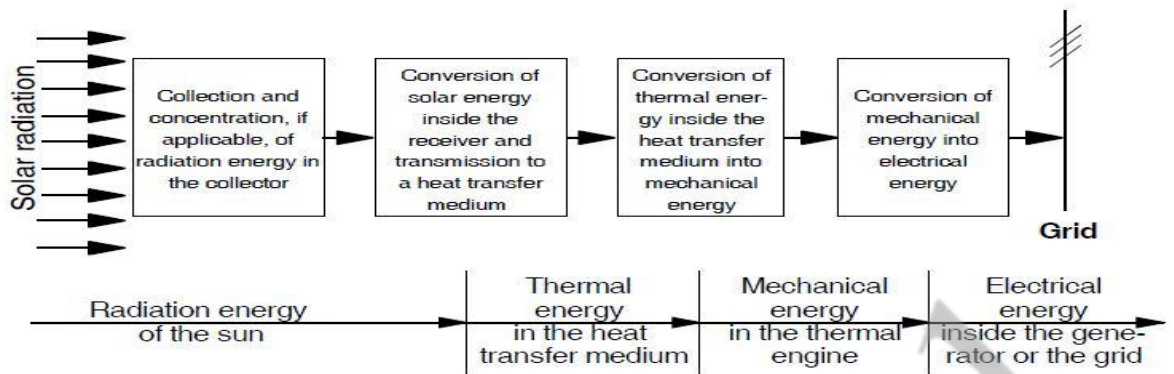 Solar radiation
Collection and
concentration, if
applicable, of
radiation energy in
the collector
Conversion of
solar energy
inside the
receiver and
transmission to
a heat transfer
medium
Conversion of
thermal ener-
gy inside the
heat transfer
medium into
mechanical
energy
Conversion of
mechanical
energy into
electrical
energy
Grid
Radiation energy
of the sun
Thermal
energy
in the heat
transfer medium
Mechanical
energy
in the thermal
engine
Electrical
energy
inside the gene-
rator or the grid